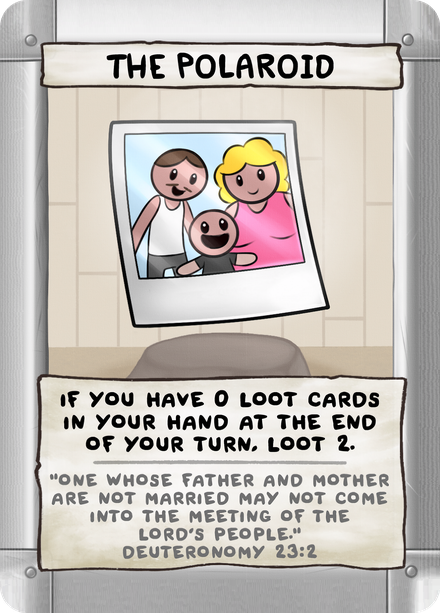 THE POLAROID
IF YOU HAVE 0 LOOT CARDS
IN YOUR HAND AT THE END
OF YOUR TURN, LOOT 2.
"ONE WHOSE FATHER AND MOTHER
ARE NOT MARRIED MAY NOT COME
INTO THE MEETING OF THE
LORD'S PEOPLE."
DEUTERONOMY 23:2